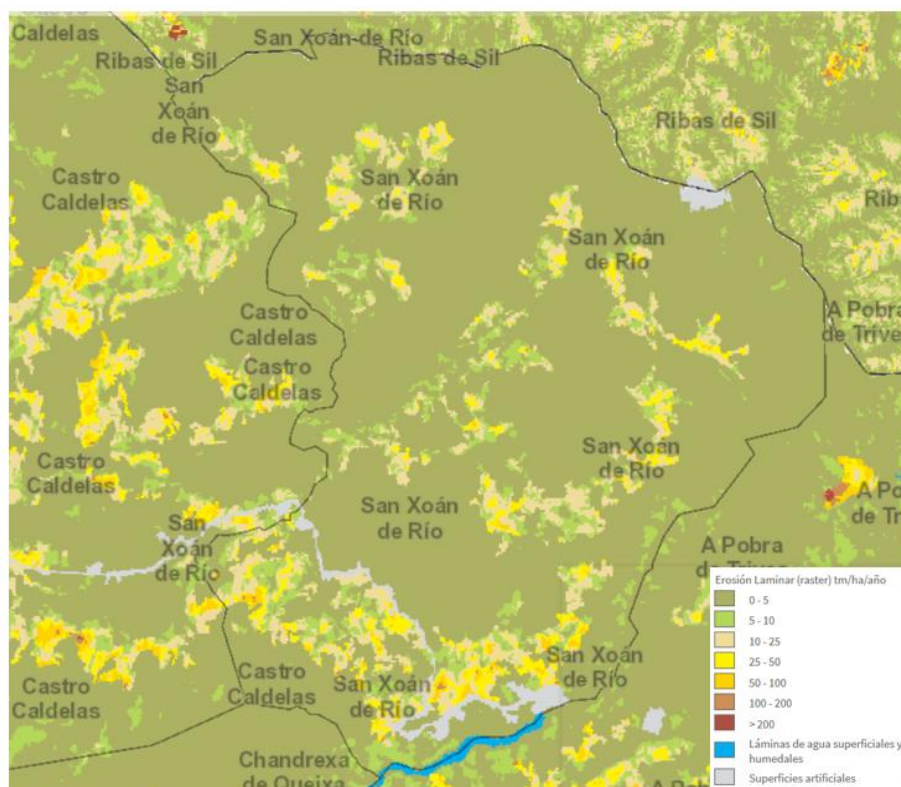 Caldelas
San Xoán de Río
Ribas de Sil
Ribas de Sil
San
Xoán
de Río
Ribas de Sil
Castro
Caldelas
San Xoán
de Río
Rib
San Xoán
de Río
Castro
Caldelas
A Pobra
de Trives
Castro
Caldelas
San Xoán
de Río
Castro
Caldelas
San Xoán
de Río
A Po
de Tr
San
Xoán
de Río
A Pobra
de Trives
Erosión Laminar (raster) tm/ha/año
0 - 5
5 - 10
10 - 25
25 - 50
50 - 100
100 - 200
> 200
Láminas de agua superficiales y
humedales
Superficies artificiales
Castro
Caldelas
Castro
Caldelas
San Xoán
de Río
San Xoán
de Río
Chandrexa
de Queixa
A Pobra